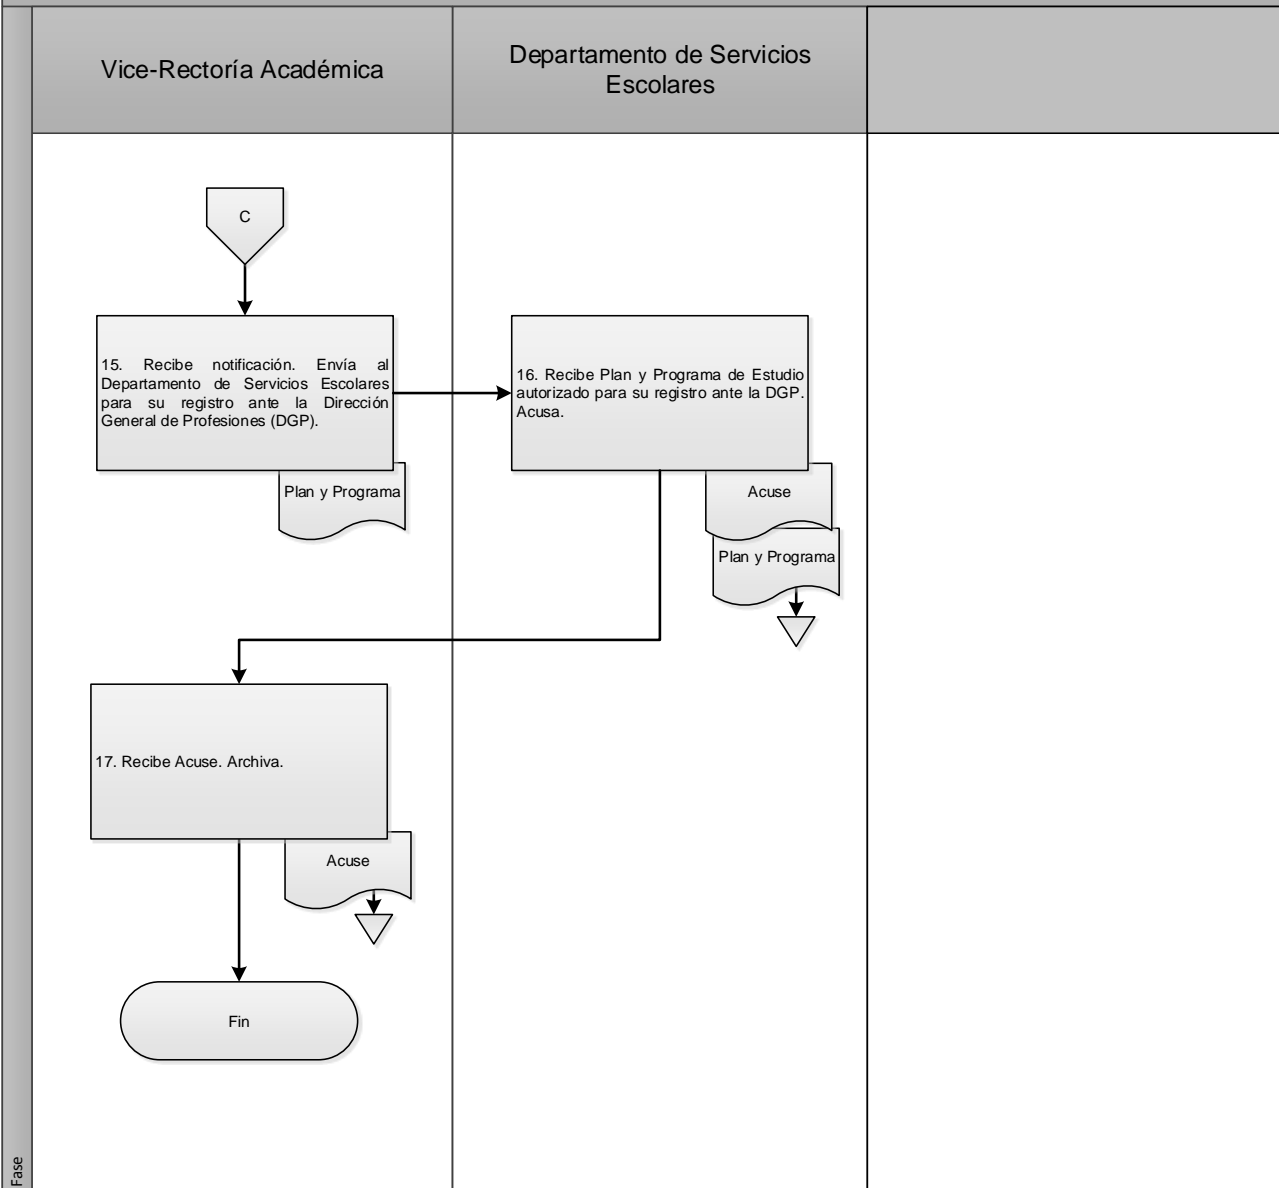 Vice-Rectoría Académica
Departamento de Servicios
Escolares
C
15. Recibe notificación. Envía al
Departamento de Servicios Escolares
para su registro ante la Dirección
General de Profesiones (DGP).
Plan y Programa
16. Recibe Plan y Programa de Estudio
autorizado para su registro ante la DGP.
Acusa.
Acuse
Plan y Programa
17. Recibe Acuse. Archiva.
Acuse
Fin
Fase